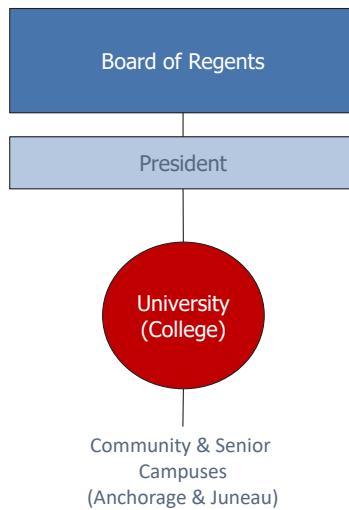 Board of Regents
President
University
(College)
Community & Senior
Campuses
(Anchorage & Juneau)